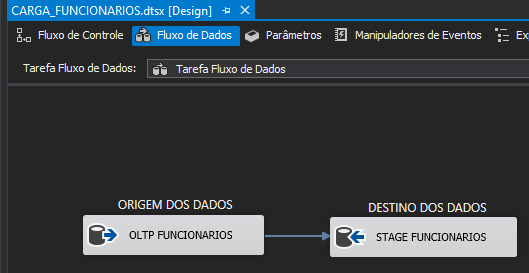 CARGA_FUNCIONARIOS.dtsx [Design]
Fluxo de Controle Fluxo de Dados Parâmetros Manipuladores de Eventos
Tarefa Fluxo de Dados: Tarefa Fluxo de Dados
ORIGEM DOS DADOS DESTINO DOS DADOS
OLTP FUNCIONARIOS STAGE FUNCIONARIOS